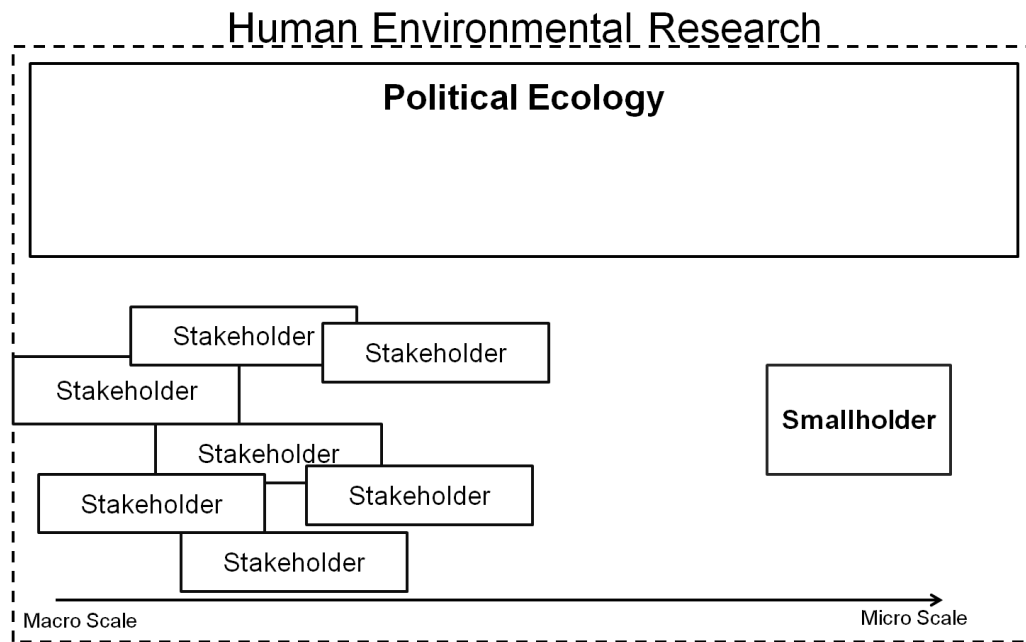 Human Environmental Research
Political Ecology
Stakeholder
Stakeholder
Stakeholder
Smallholder
Stakeholder
Stakeholder
Stakeholder
Stakeholder
Macro Scale
Micro Scale